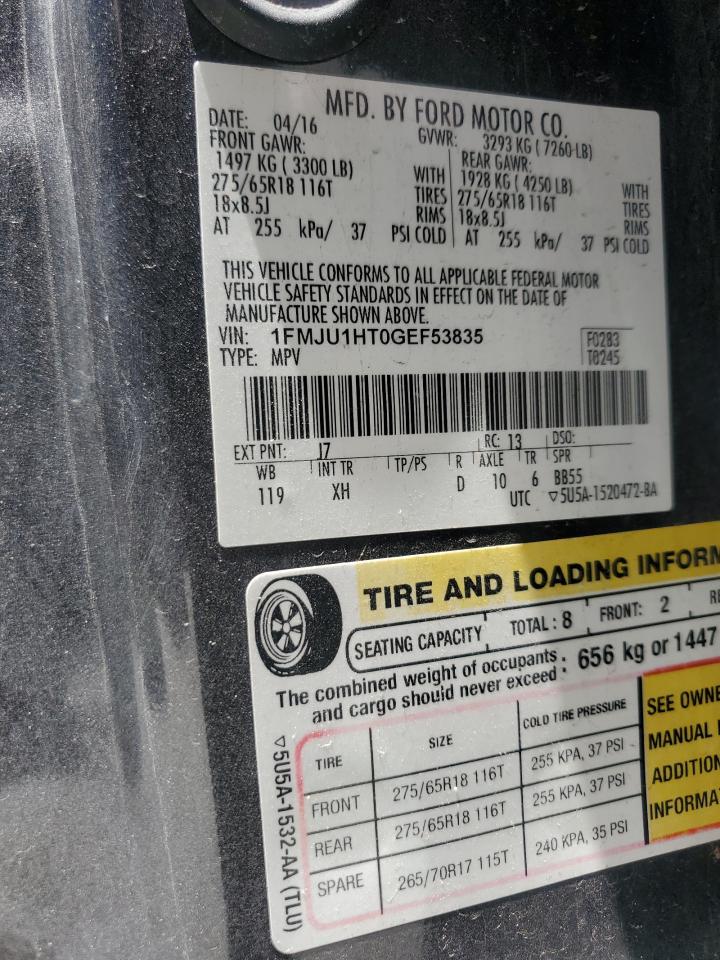 MFD. BY FORD MOTOR CO.
DATE: 04/16 GVWR: 3293 KG ( 7260-LB)
FRONT GAWR: REAR GAWR:
1497 KG ( 3300 LB) WITH 1928 KG ( 4250 LB) WITH
275/65R18 116T TIRES 275/65R18 116T TIRES
18x8.5J RIMS 18x8.5J RIMS
AT 255 kPa/ 37 PSI COLD AT 255 kPa/ 37 PSI COLD
THIS VEHICLE CONFORMS TO ALL APPLICABLE FEDERAL MOTOR
VEHICLE SAFETY STANDARDS IN EFFECT ON THE DATE OF
MANUFACTURE SHOWN ABOVE.
VIN: 1FMJU1HT0GEF53835 F0283
TYPE: MPV T0245
EXT PNT: J7 RC: 13 DSO:
WB INT TR TP/PS R AXLE TR SPR
119 XH D 10 6 BB55
UTC ▽5U5A-1520472-BA
TIRE AND LOADING INFORM
SEATING CAPACITY TOTAL : 8 FRONT: 2 RE
The combined weight of occupants : 656 kg or 1447
and cargo should never exceed
TIRE SIZE COLD TIRE PRESSURE
FRONT 275/65R18 116T 255 KPA, 37 PSI
REAR 275/65R18 116T 255 KPA, 37 PSI
SPARE 265/70R17 115T 240 KPA, 35 PSI
SEE OWNE
MANUAL
ADDITION
INFORMA
▽5U5A-1532-AA (TLU)